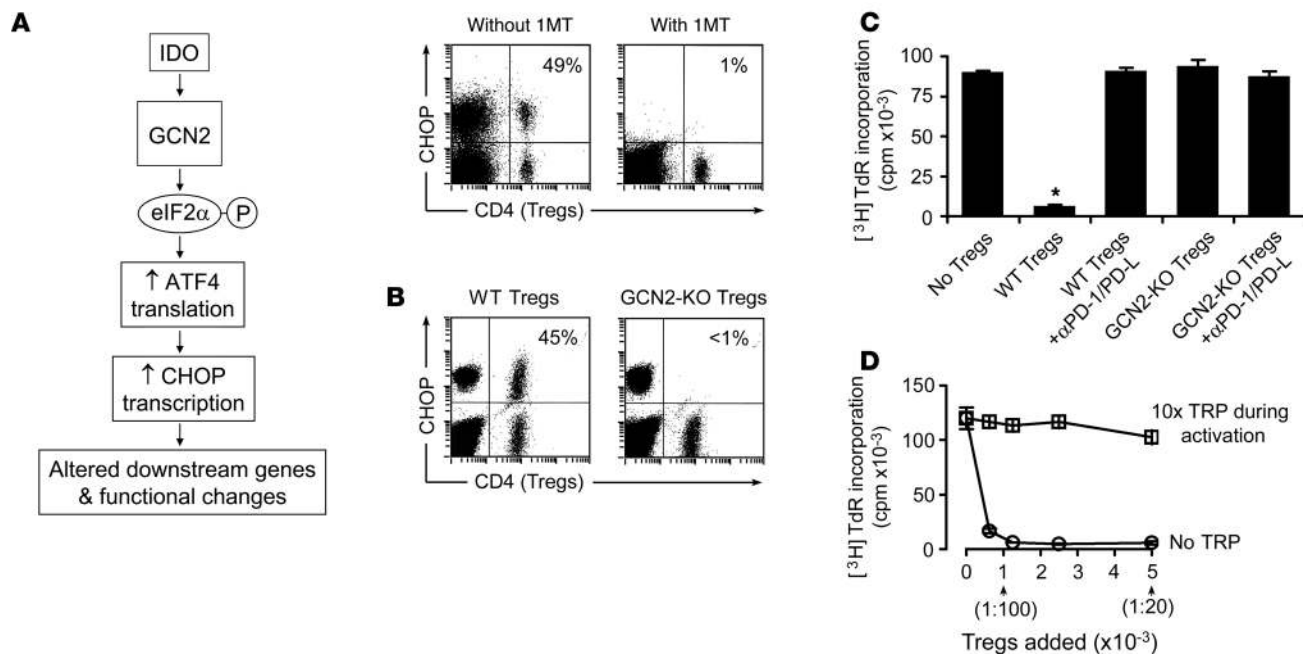 A
IDO
GCN2
eIF2α
P
↑ ATF4
translation
↑ CHOP
transcription
Altered downstream genes
& functional changes
Without 1MT
With 1MT
49%
1%
CHOP
CD4 (Tregs)
B
WT Tregs
GCN2-KO Tregs
45%
<1%
CHOP
CD4 (Tregs)
C
[³H] TdR incorporation
(cpm x10⁻³)
100
75
50
25
0
*
No Tregs
WT Tregs
WT Tregs
+αPD-1/PD-L
GCN2-KO Tregs
GCN2-KO Tregs
+αPD-1/PD-L
D
[³H] TdR incorporation
(cpm x10⁻³)
150
100
50
0
10x TRP during
activation
No TRP
0 1 2 3 4 5
(1:100) (1:20)
Tregs added (x10⁻³)